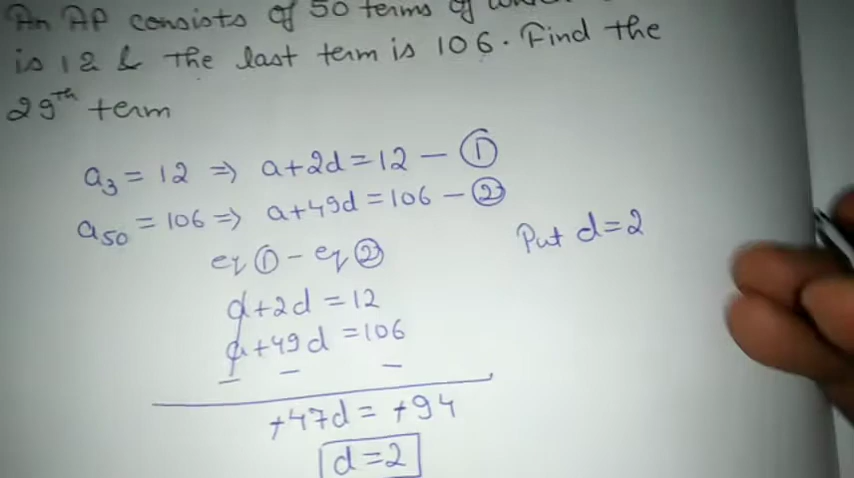 An AP consists of 50 terms of
is 12 & the last term is 106. Find the
29th term
a3 = 12 => a+2d=12 — ①
a50 = 106 => a+49d=106 — ②
eq ① - eq ②
Put d=2
a+2d = 12
a+49d = 106
— — —
+47d = +94
d=2